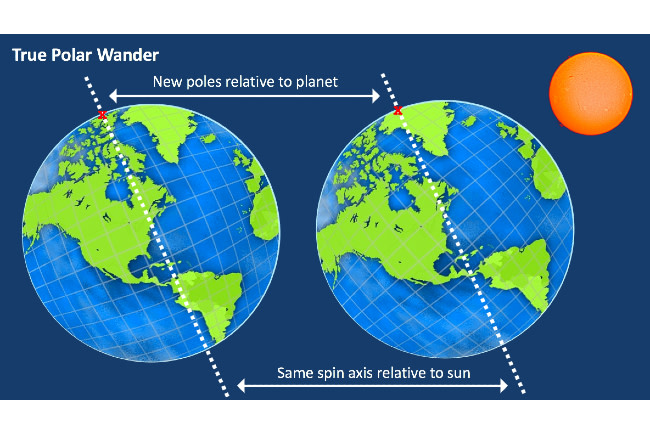 True Polar Wander
New poles relative to planet
x
x
Same spin axis relative to sun